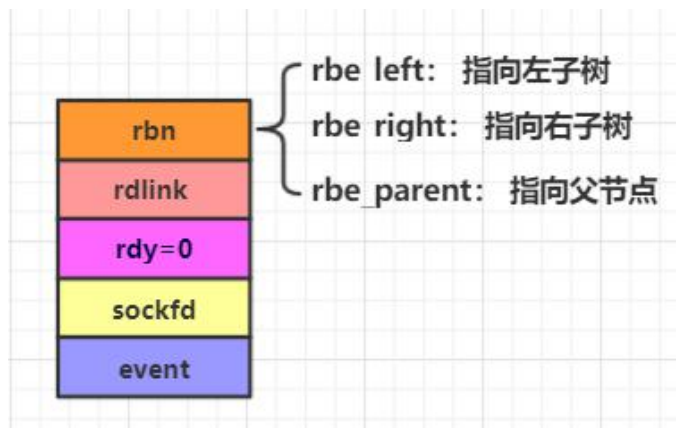 rbn
rdlink
rdy=0
sockfd
event
rbe left： 指向左子树
rbe right： 指向右子树
rbe_parent： 指向父节点